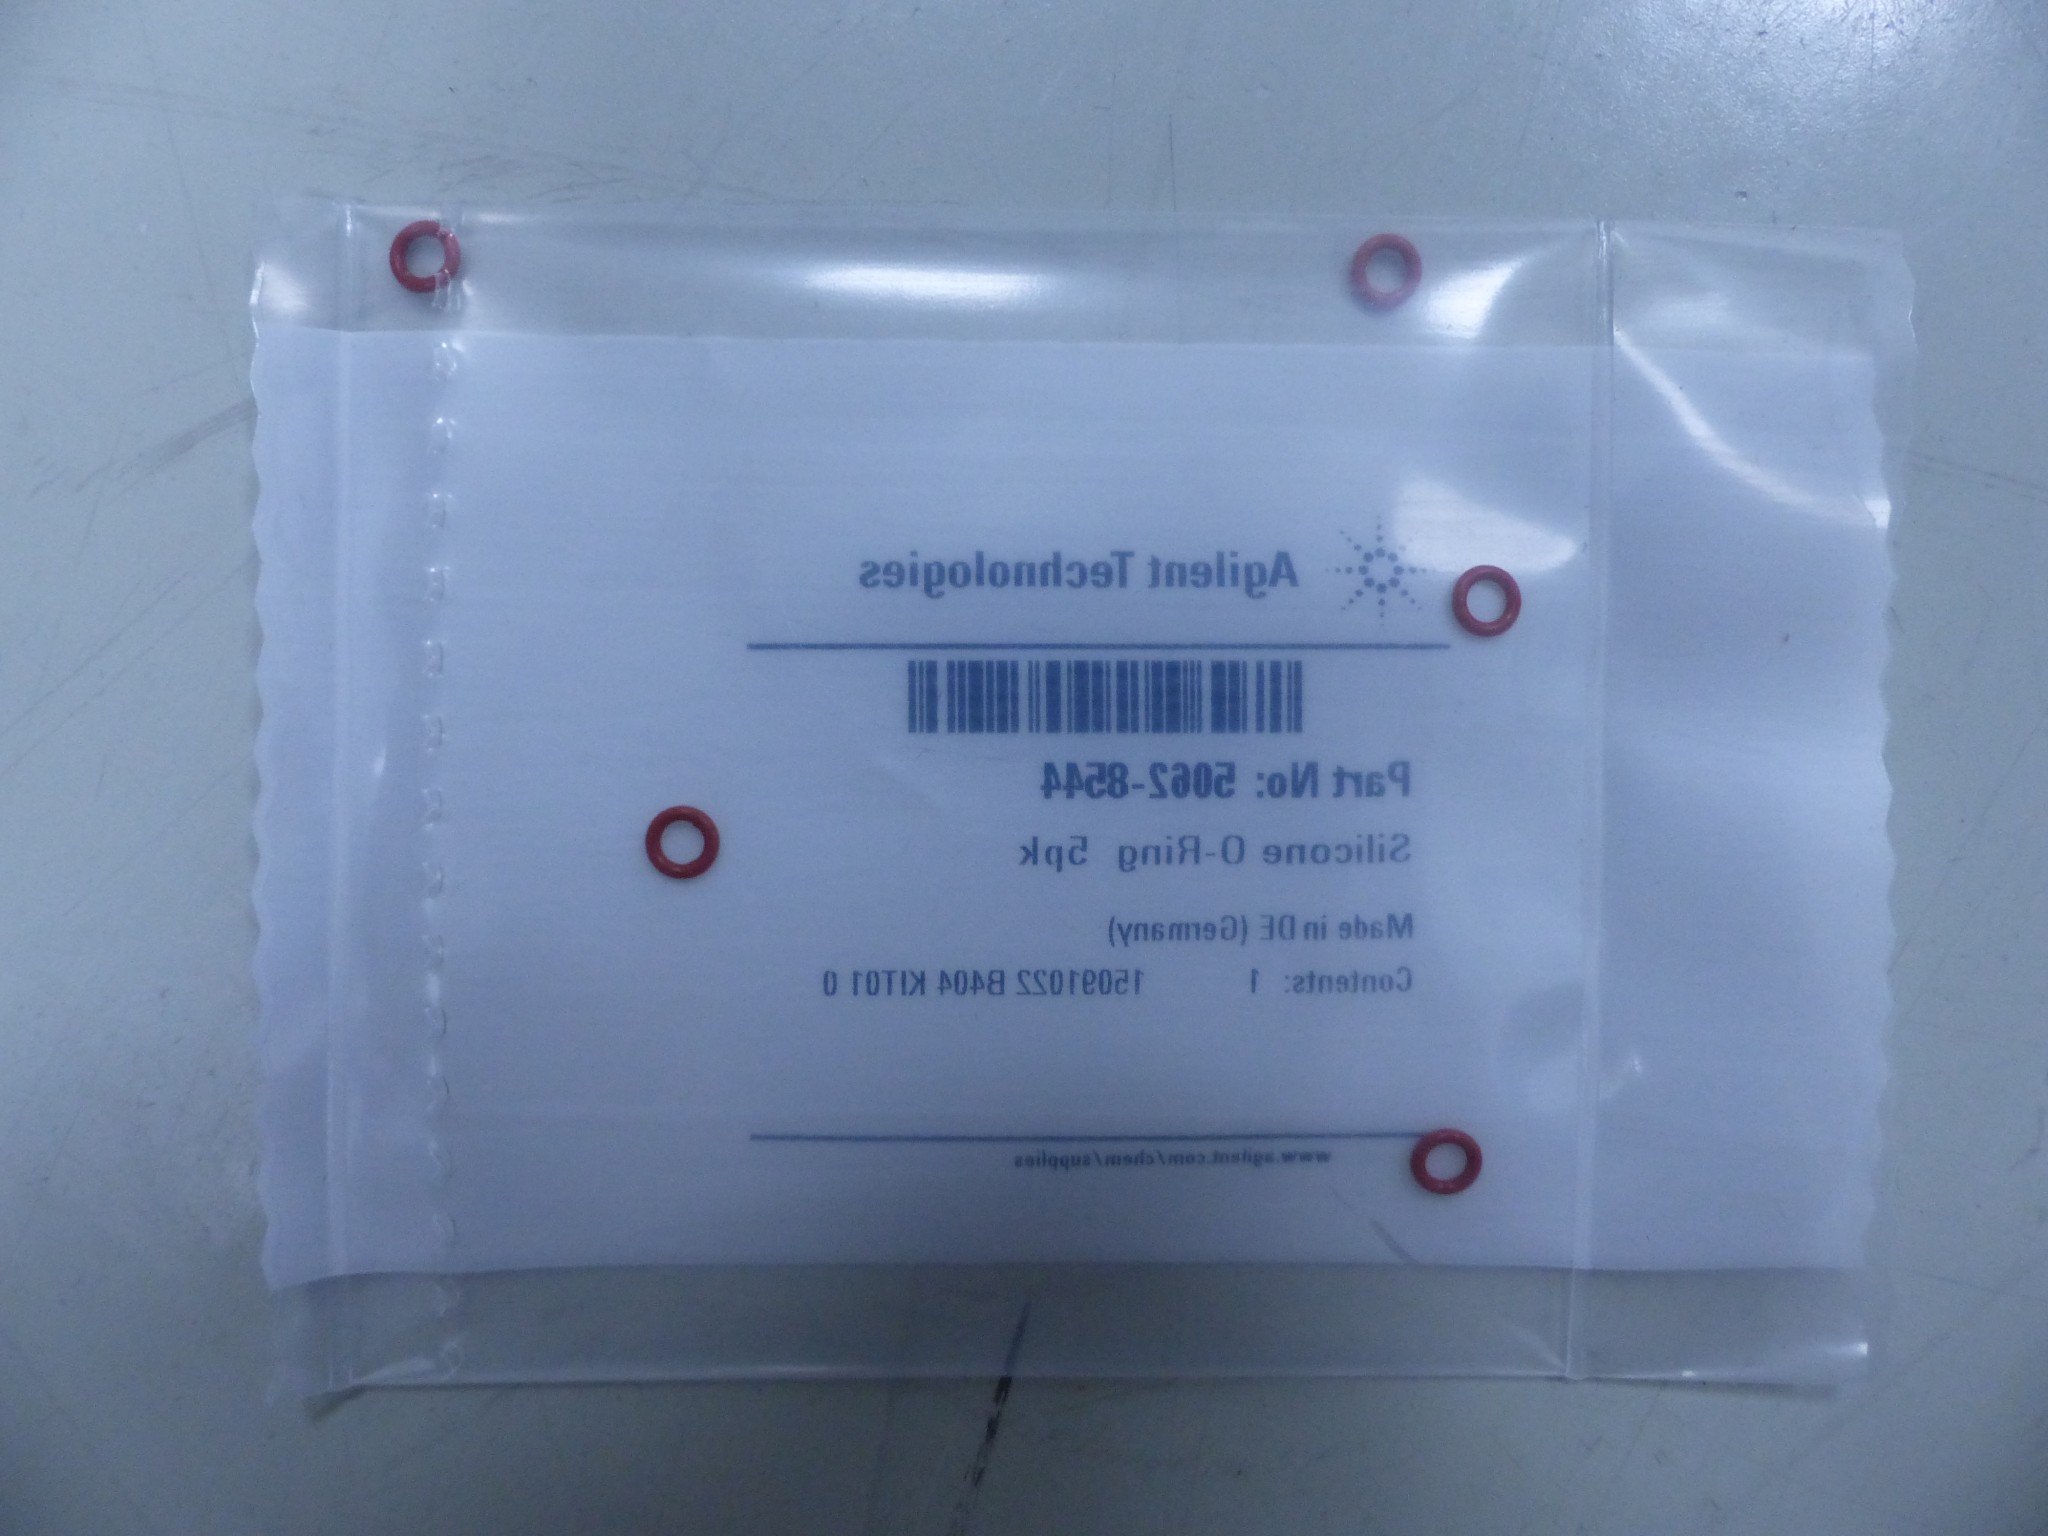 Agilent Technologies
Part No: 5062-8544
Silicone O-Ring 5pk
Made in DE (Germany)
Contents: 1 15091022 B404 KIT01 0
www.agilent.com/chem/supplies